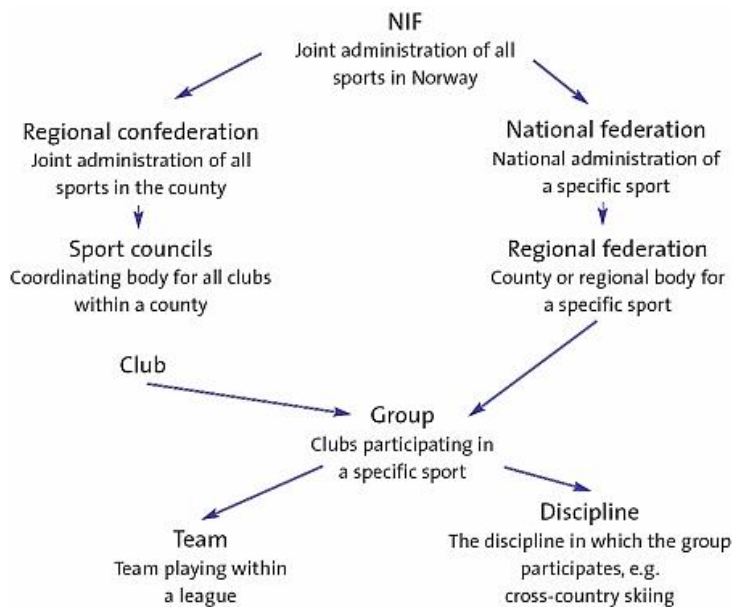 NIF
Joint administration of all
sports in Norway
Regional confederation
Joint administration of all
sports in the county
National federation
National administration of
a specific sport
Sport councils
Coordinating body for all clubs
within a county
Regional federation
County or regional body for
a specific sport
Club
Group
Clubs participating in
a specific sport
Team
Team playing within
a league
Discipline
The discipline in which the group
participates, e.g.
cross-country skiing